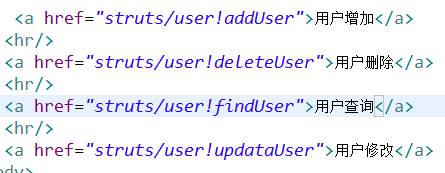 <a href="struts/user!addUser">用户增加</a>
<hr/>
<a href="struts/user!deleteUser">用户删除</a>
<hr/>
<a href="struts/user!findUser">用户查询</a>
<hr/>
<a href="struts/user!updataUser">用户修改</a>